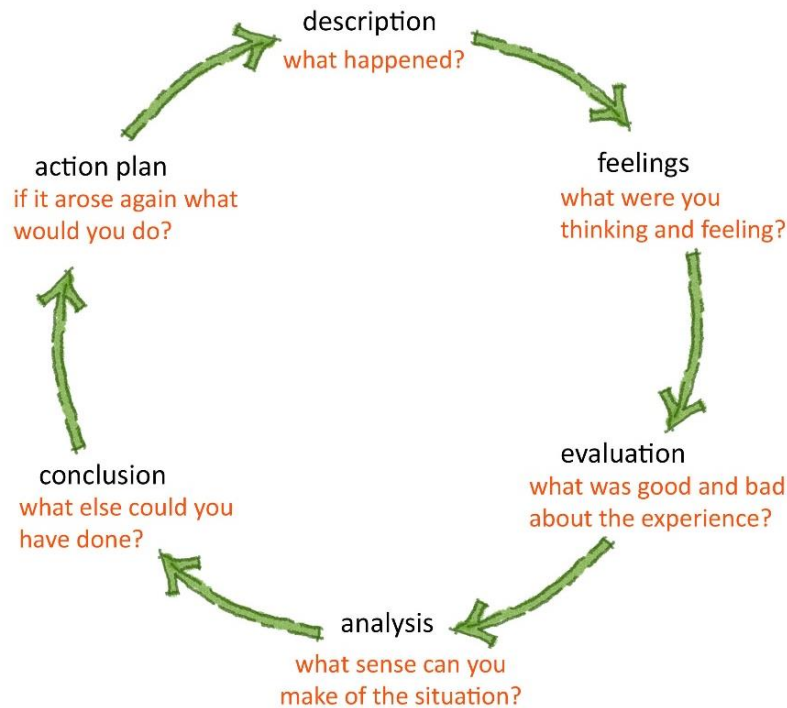 description
what happened?
feelings
what were you
thinking and feeling?
evaluation
what was good and bad
about the experience?
analysis
what sense can you
make of the situation?
conclusion
what else could you
have done?
action plan
if it arose again what
would you do?